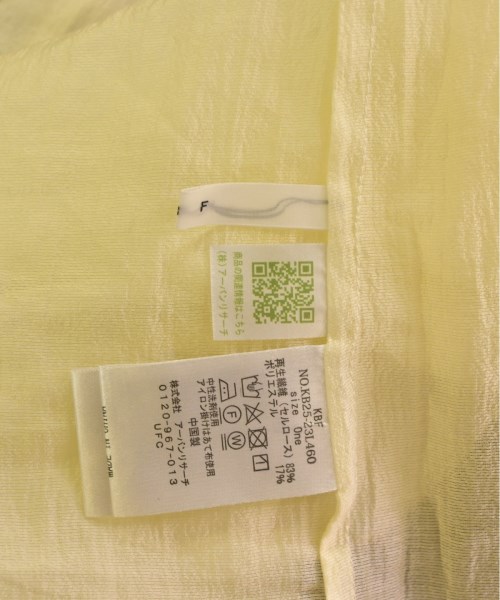 F
商品の関連情報はこちら
(株)アーバンリサーチ
KBF
NO.KB25-23L460
size One
再生繊維(セルロース) 83%
ポリエステル 17%
中性洗剤使用
アイロン掛けはあて布使用
中国製
株式会社 アーバンリサーチ
0120-967-013
UFC